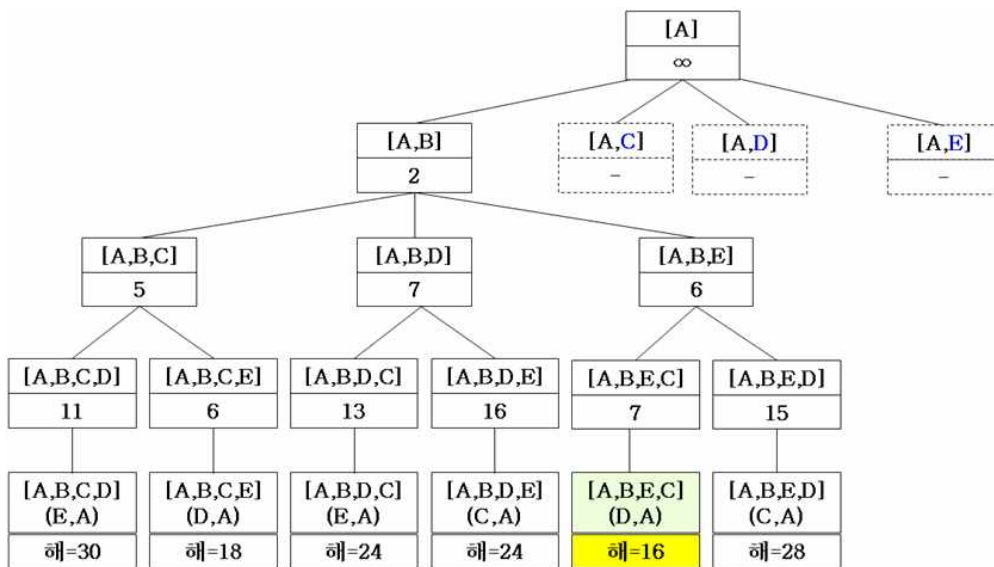 [A]
∞
[A,B]
2
[A,C]
–
[A,D]
–
[A,E]
–
[A,B,C]
5
[A,B,D]
7
[A,B,E]
6
[A,B,C,D]
11
[A,B,C,E]
6
[A,B,D,C]
13
[A,B,D,E]
16
[A,B,E,C]
7
[A,B,E,D]
15
[A,B,C,D]
(E,A)
해=30
[A,B,C,E]
(D,A)
해=18
[A,B,D,C]
(E,A)
해=24
[A,B,D,E]
(C,A)
해=24
[A,B,E,C]
(D,A)
해=16
[A,B,E,D]
(C,A)
해=28